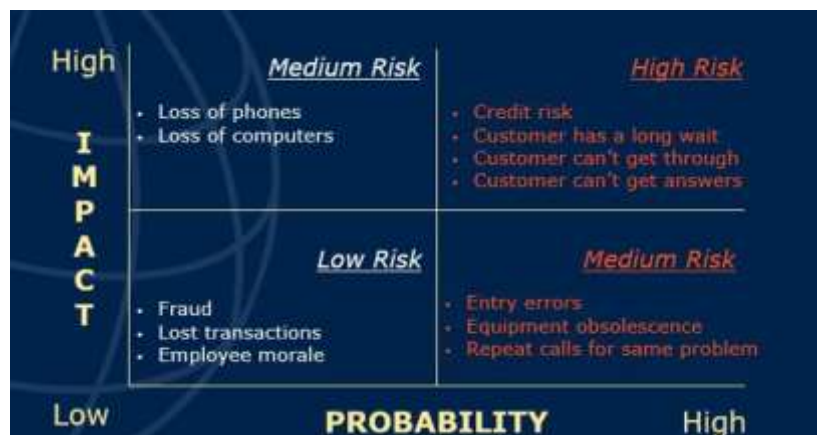 High
Medium Risk
High Risk
• Loss of phones
• Loss of computers
• Credit risk
• Customer has a long wait
• Customer can't get through
• Customer can't get answers
IMPACT
Low Risk
Medium Risk
• Fraud
• Lost transactions
• Employee morale
• Entry errors
• Equipment obsolescence
• Repeat calls for same problem
Low
PROBABILITY
High